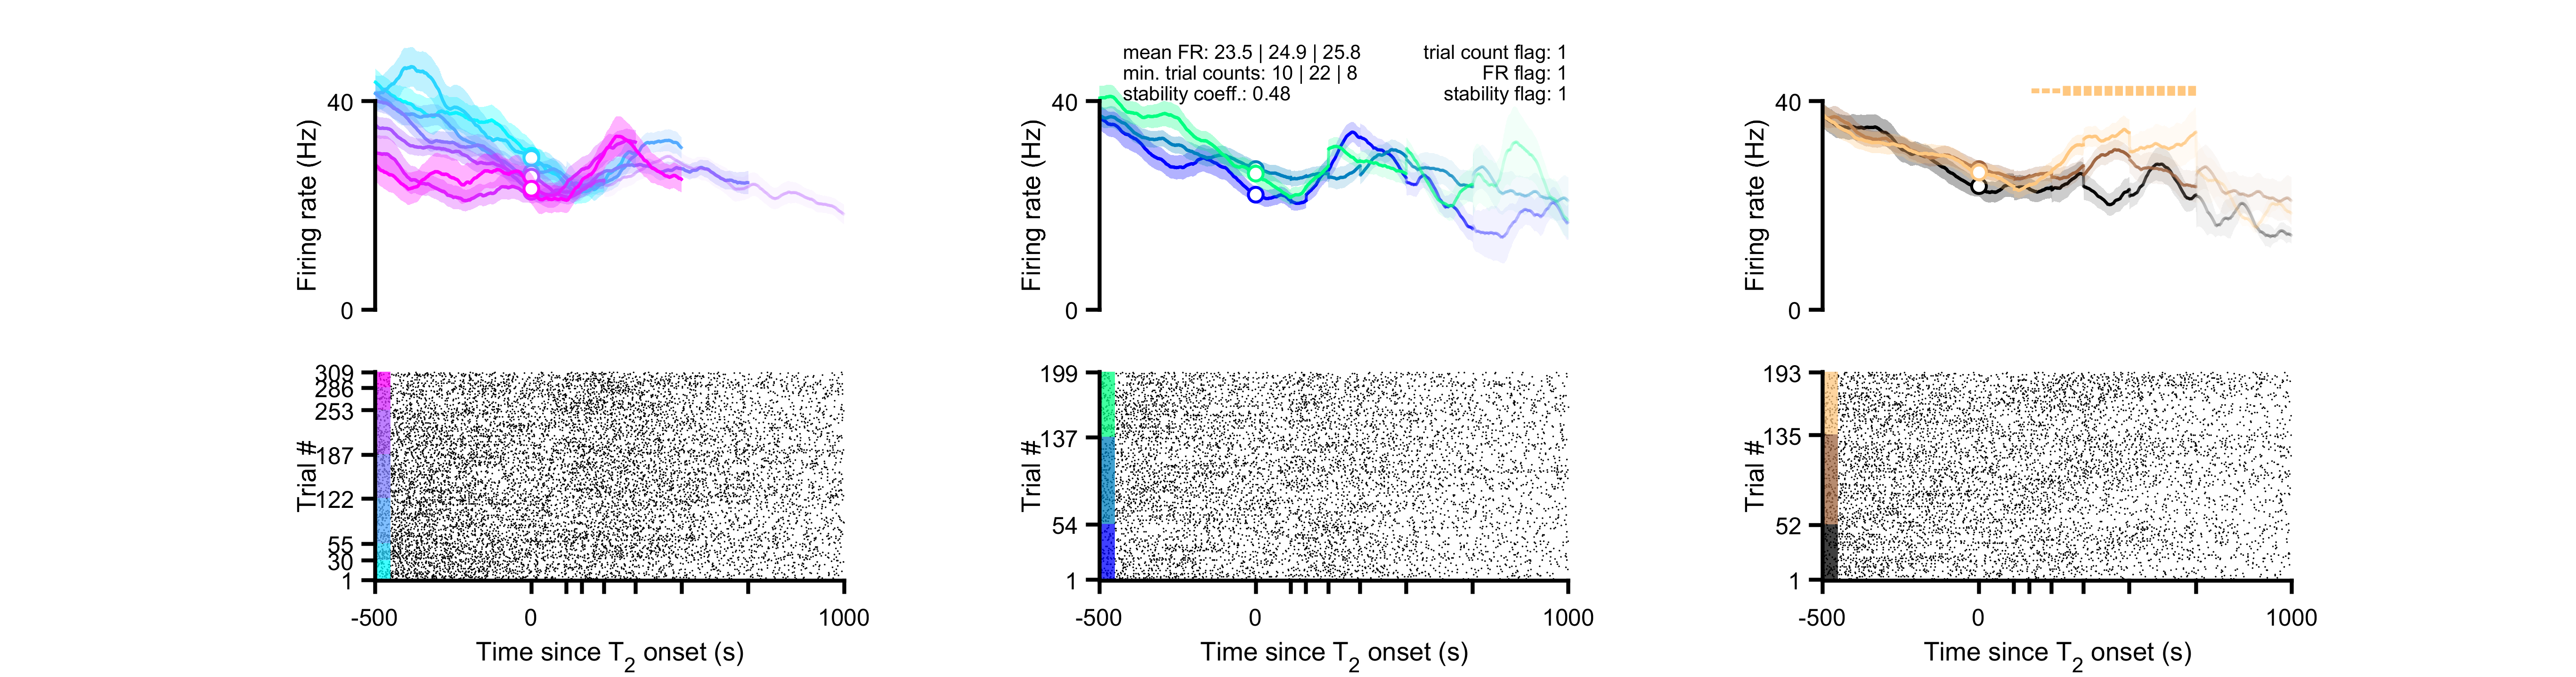 mean FR: 23.5 | 24.9 | 25.8
min. trial counts: 10 | 22 | 8
stability coeff.: 0.48
trial count flag: 1
FR flag: 1
stability flag: 1
40
0
Firing rate (Hz)
40
0
Firing rate (Hz)
40
0
Firing rate (Hz)
309
286
253
187
122
55
30
1
Trial #
-500
0
1000
Time since T2 onset (s)
199
137
54
1
Trial #
-500
0
1000
Time since T2 onset (s)
193
135
52
1
Trial #
-500
0
1000
Time since T2 onset (s)